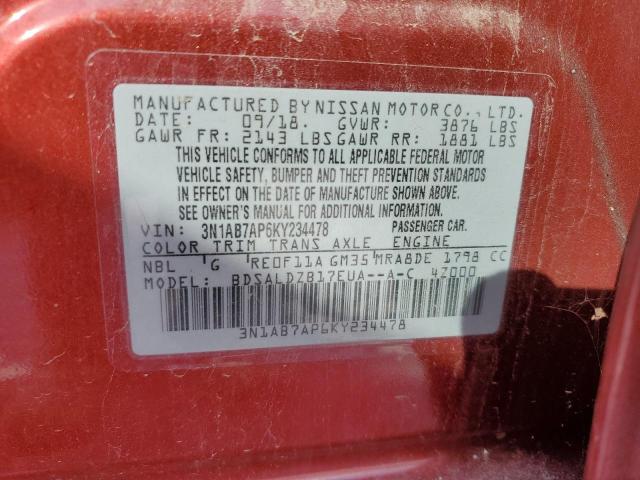 MANUFACTURED BY NISSAN MOTOR CO., LTD.
DATE: 09/18. GVWR: 3876 LBS
GAWR FR: 2143 LBS GAWR RR: 1881 LBS
THIS VEHICLE CONFORMS TO ALL APPLICABLE FEDERAL MOTOR
VEHICLE SAFETY, BUMPER AND THEFT PREVENTION STANDARDS
IN EFFECT ON THE DATE OF MANUFACTURE SHOWN ABOVE.
SEE OWNER'S MANUAL FOR ADDITIONAL INFORMATION.
VIN: 3N1AB7AP6KY234478 PASSENGER CAR.
COLOR TRIM TRANS AXLE ENGINE
NBL G RE0F11A GM35 MRA8DE 1798 CC
MODEL: BDSALDZB17EUA--A-C 4Z000
3N1AB7AP6KY234478